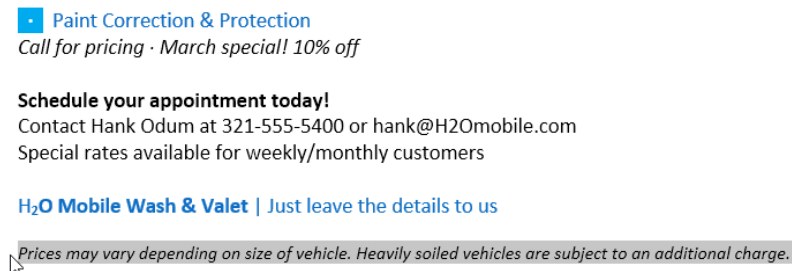 · Paint Correction & Protection
Call for pricing · March special! 10% off
Schedule your appointment today!
Contact Hank Odum at 321-555-5400 or hank@H2Omobile.com
Special rates available for weekly/monthly customers
H₂O Mobile Wash & Valet | Just leave the details to us
Prices may vary depending on size of vehicle. Heavily soiled vehicles are subject to an additional charge.